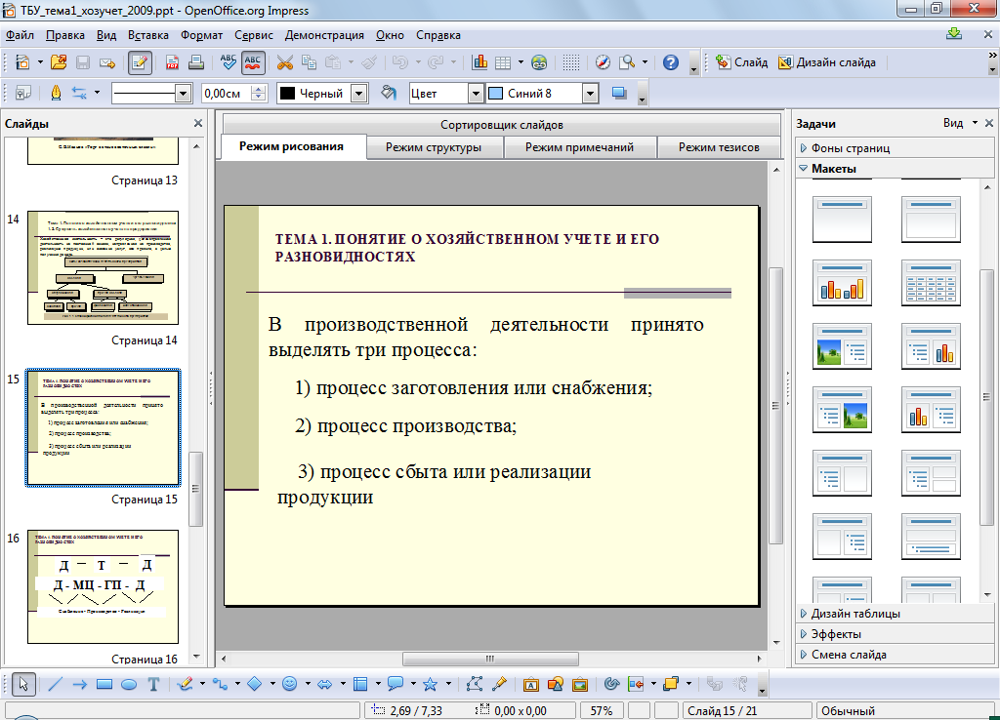 ТБУ_тема1_хозучет_2009.ppt - OpenOffice.org Impress
Файл Правка Вид Вставка Формат Сервис Демонстрация Окно Справка
Слайд Дизайн слайда
0,00см Черный Цвет Синий 8
Слайды
Страница 13
14
Страница 14
15
ТЕМА 1. ПОНЯТИЕ О ХОЗЯЙСТВЕННОМ УЧЕТЕ И ЕГО
РАЗНОВИДНОСТЯХ
В производственной деятельности принято
выделять три процесса:
1) процесс заготовления или снабжения;
2) процесс производства;
3) процесс сбыта или реализации
продукции
Страница 15
16
ТЕМА 1. ПОНЯТИЕ О ХОЗЯЙСТВЕННОМ УЧЕТЕ И ЕГО
РАЗНОВИДНОСТЯХ
Д – Т – Д
Д - МЦ - ГП - Д
Снабжение - Производство - Реализация
Страница 16
Сортировщик слайдов
Режим рисования Режим структуры Режим примечаний Режим тезисов
ТЕМА 1. ПОНЯТИЕ О ХОЗЯЙСТВЕННОМ УЧЕТЕ И ЕГО
РАЗНОВИДНОСТЯХ
В производственной деятельности принято
выделять три процесса:
1) процесс заготовления или снабжения;
2) процесс производства;
3) процесс сбыта или реализации
продукции
Задачи Вид
Фоны страниц
Макеты
Дизайн таблицы
Эффекты
Смена слайда
2,69 / 7,33 0,00 x 0,00 57% Слайд 15 / 21 Обычный